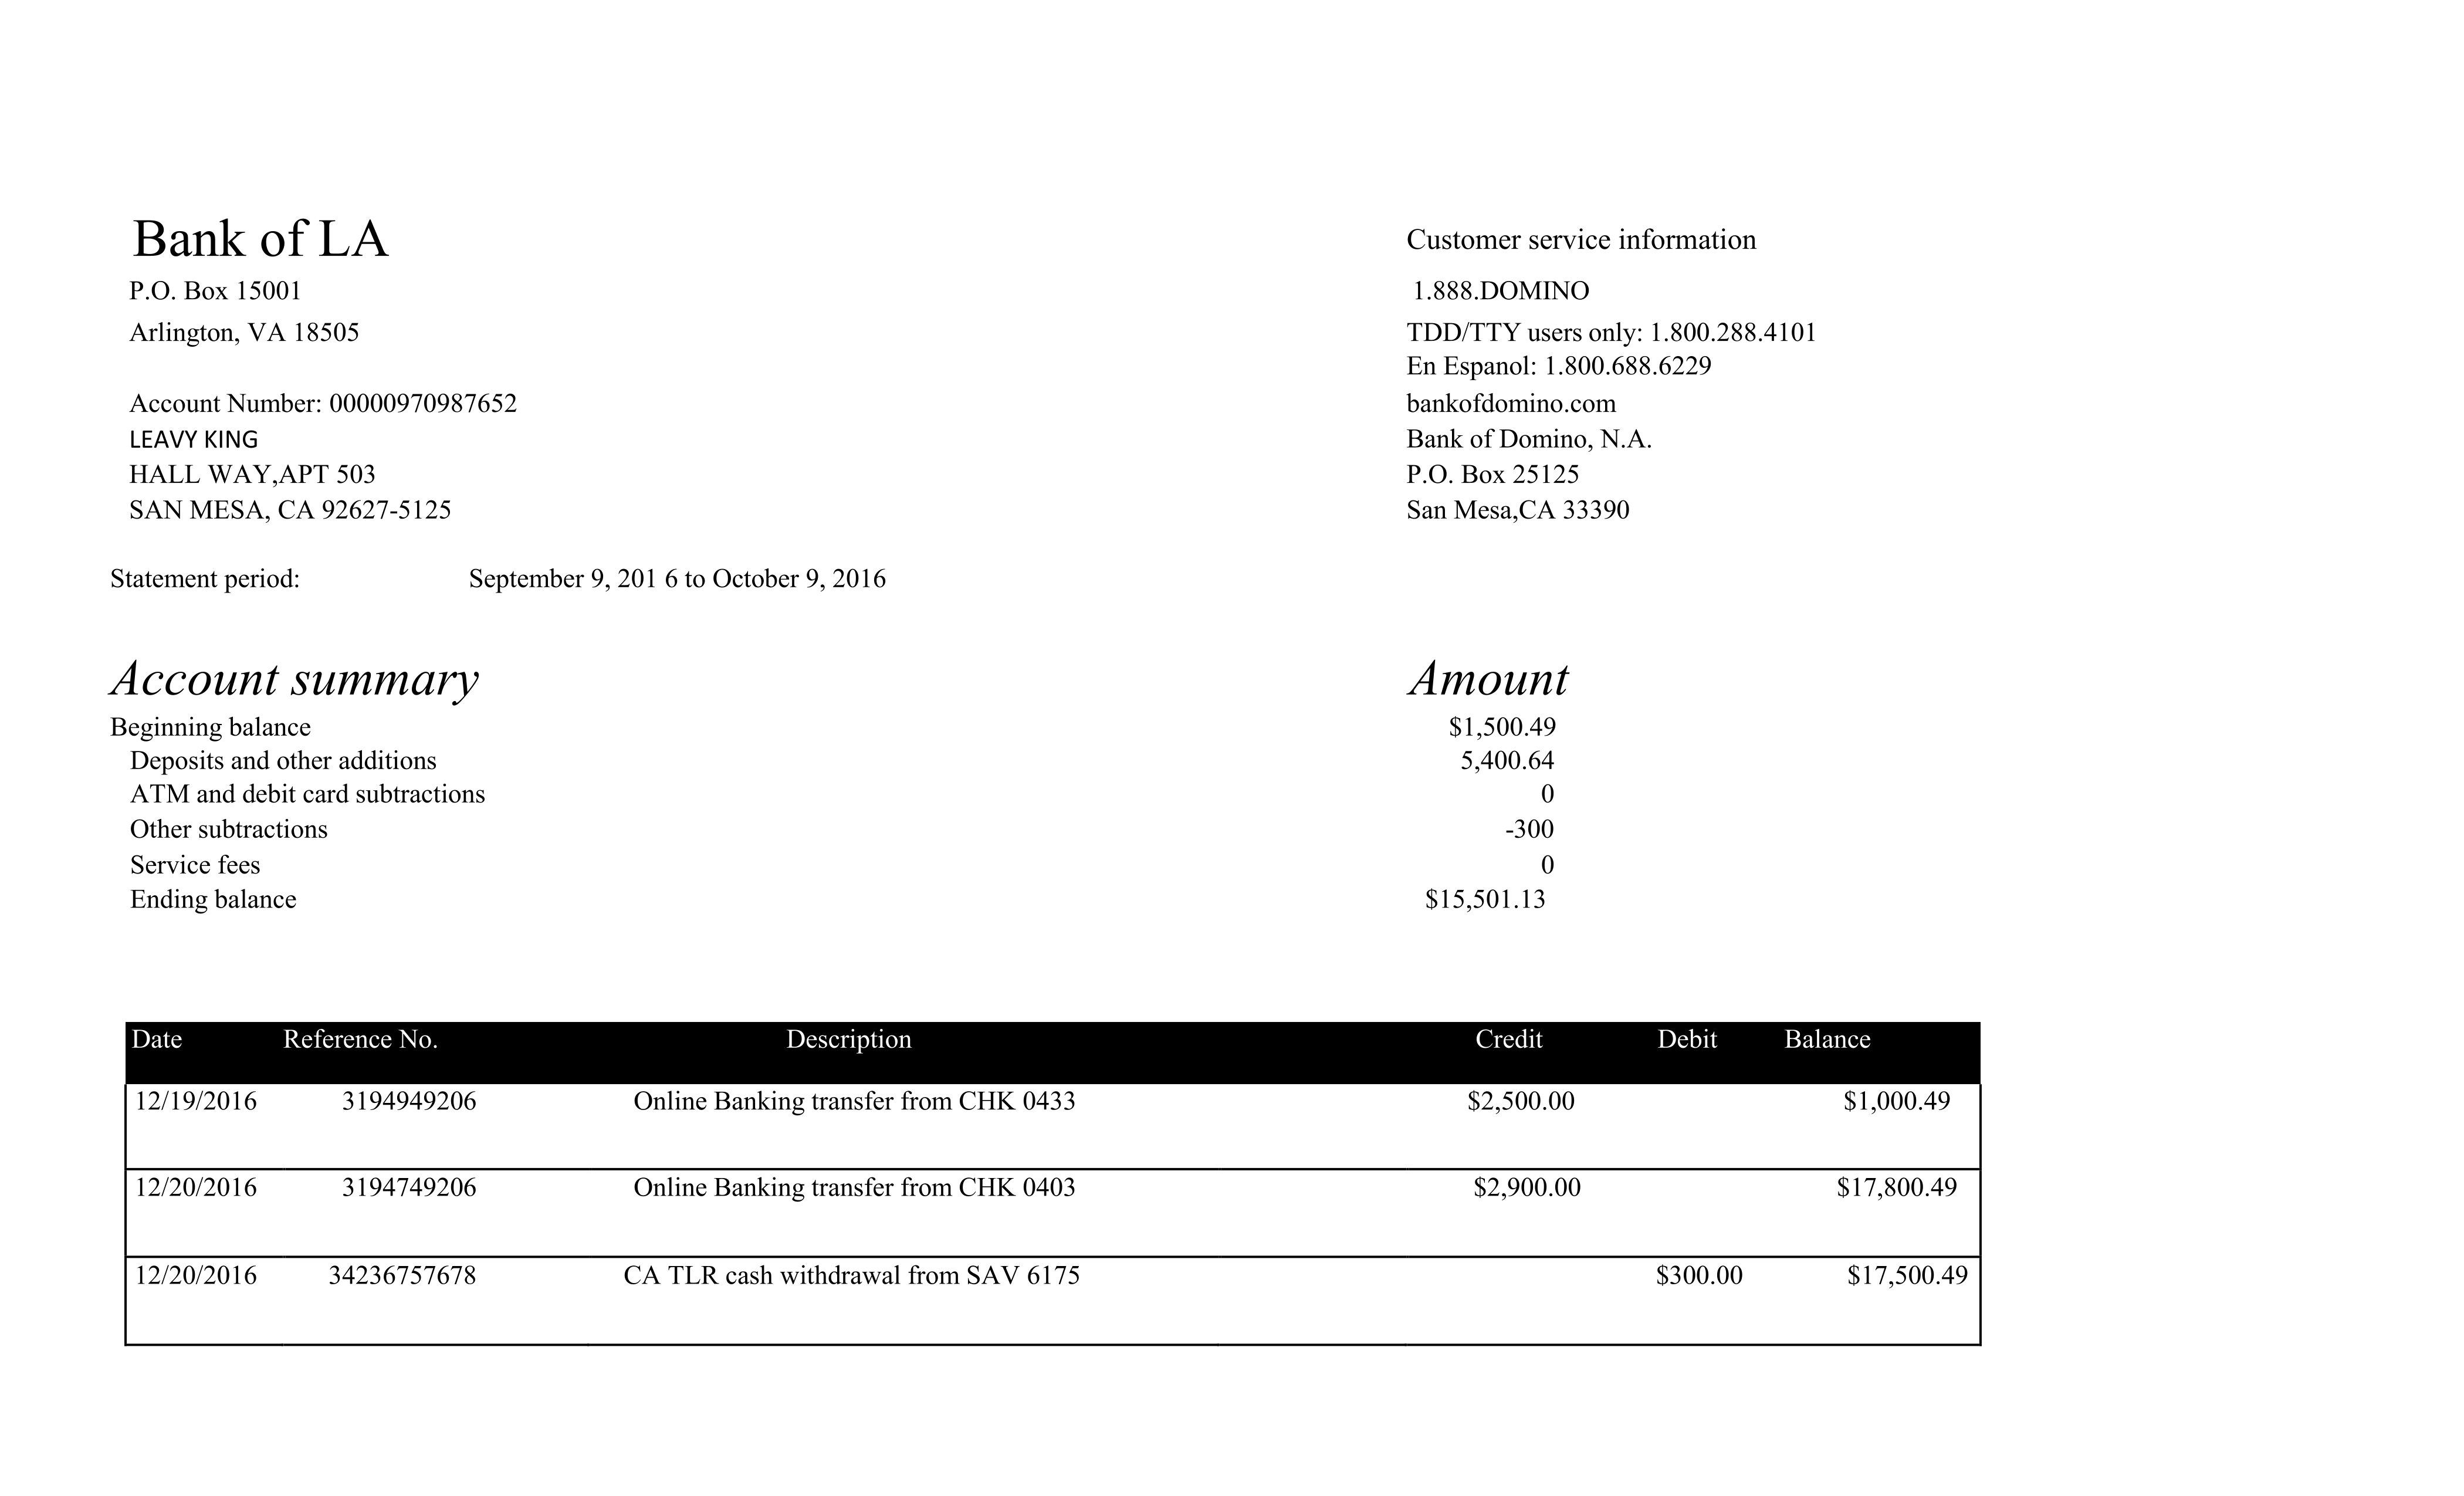 Bank of LA
Customer service information
P.O. Box 15001
1.888.DOMINO
Arlington, VA 18505
TDD/TTY users only: 1.800.288.4101
En Espanol: 1.800.688.6229
Account Number: 00000970987652
bankofdomino.com
LEAVY KING
Bank of Domino, N.A.
HALL WAY,APT 503
P.O. Box 25125
SAN MESA, CA 92627-5125
San Mesa,CA 33390
Statement period: September 9, 201 6 to October 9, 2016
Account summary Amount
Beginning balance $1,500.49
Deposits and other additions 5,400.64
ATM and debit card subtractions 0
Other subtractions -300
Service fees 0
Ending balance $15,501.13
Date Reference No. Description Credit Debit Balance
12/19/2016 3194949206 Online Banking transfer from CHK 0433 $2,500.00 $1,000.49
12/20/2016 3194749206 Online Banking transfer from CHK 0403 $2,900.00 $17,800.49
12/20/2016 34236757678 CA TLR cash withdrawal from SAV 6175 $300.00 $17,500.49